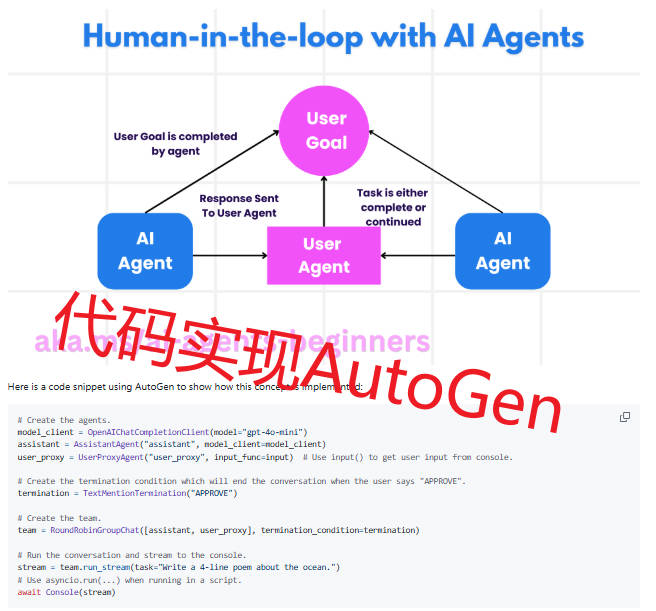 Human-in-the-loop with AI Agents
User
Goal
User Goal is completed
by agent
Response Sent
To User Agent
Task is either
complete or
continued
AI
Agent
User
Agent
AI
Agent
aka.ms/ai-agents-beginners
代码实现AutoGen
Here is a code snippet using AutoGen to show how this concept is implemented:
# Create the agents.
model_client = OpenAIChatCompletionClient(model="gpt-4o-mini")
assistant = AssistantAgent("assistant", model_client=model_client)
user_proxy = UserProxyAgent("user_proxy", input_func=input)  # Use input() to get user input from console.
# Create the termination condition which will end the conversation when the user says "APPROVE".
termination = TextMentionTermination("APPROVE")
# Create the team.
team = RoundRobinGroupChat([assistant, user_proxy], termination_condition=termination)
# Run the conversation and stream to the console.
stream = team.run_stream(task="Write a 4-line poem about the ocean.")
# Use asyncio.run(...) when running in a script.
await Console(stream)